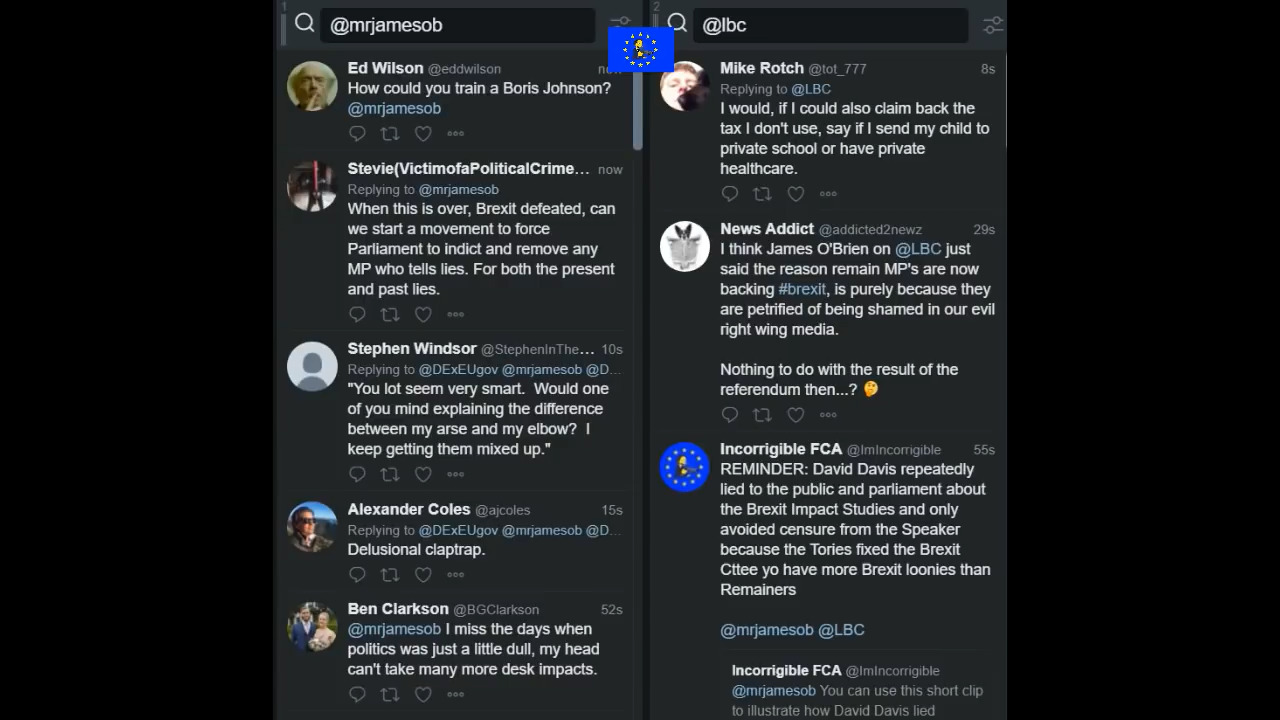 1
@mrjamesob
Ed Wilson @eddwilson
How could you train a Boris Johnson?
@mrjamesob
Stevie(VictimofaPoliticalCrime... now
Replying to @mrjamesob
When this is over, Brexit defeated, can
we start a movement to force
Parliament to indict and remove any
MP who tells lies. For both the present
and past lies.
Stephen Windsor @StephenInThe... 10s
Replying to @DExEUgov @mrjamesob @D...
"You lot seem very smart. Would one
of you mind explaining the difference
between my arse and my elbow? I
keep getting them mixed up."
Alexander Coles @ajcoles 15s
Replying to @DExEUgov @mrjamesob @D...
Delusional claptrap.
Ben Clarkson @BGClarkson 52s
@mrjamesob I miss the days when
politics was just a little dull, my head
can't take many more desk impacts.
2
@lbc
Mike Rotch @tot_777 8s
Replying to @LBC
I would, if I could also claim back the
tax I don't use, say if I send my child to
private school or have private
healthcare.
News Addict @addicted2newz 29s
I think James O'Brien on @LBC just
said the reason remain MP's are now
backing #brexit, is purely because they
are petrified of being shamed in our evil
right wing media.
Nothing to do with the result of the
referendum then...? 🤔
Incorrigible FCA @ImIncorrigible 55s
REMINDER: David Davis repeatedly
lied to the public and parliament about
the Brexit Impact Studies and only
avoided censure from the Speaker
because the Tories fixed the Brexit
Cttee yo have more Brexit loonies than
Remainers
@mrjamesob @LBC
Incorrigible FCA @ImIncorrigible
@mrjamesob You can use this short clip
to illustrate how David Davis lied